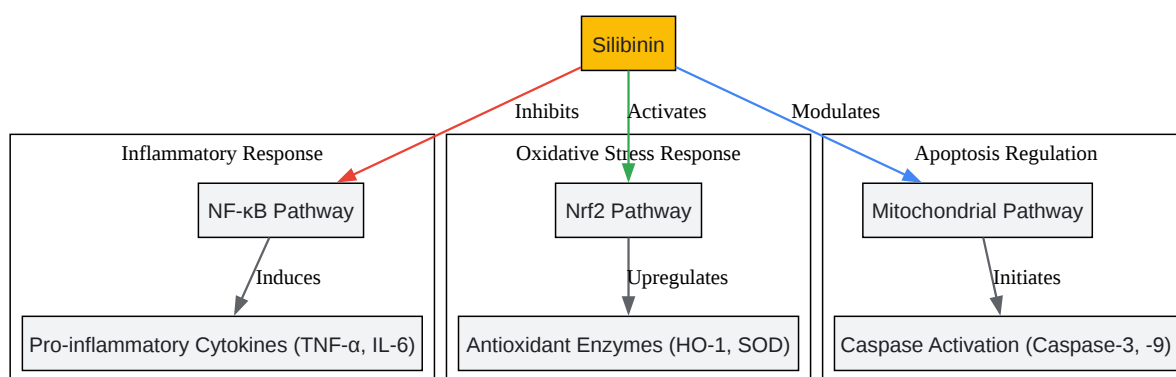 Silibinin
Inhibits
Activates
Modulates
Inflammatory Response
Oxidative Stress Response
Apoptosis Regulation
NF-κB Pathway
Nrf2 Pathway
Mitochondrial Pathway
Induces
Upregulates
Initiates
Pro-inflammatory Cytokines (TNF-α, IL-6)
Antioxidant Enzymes (HO-1, SOD)
Caspase Activation (Caspase-3, -9)